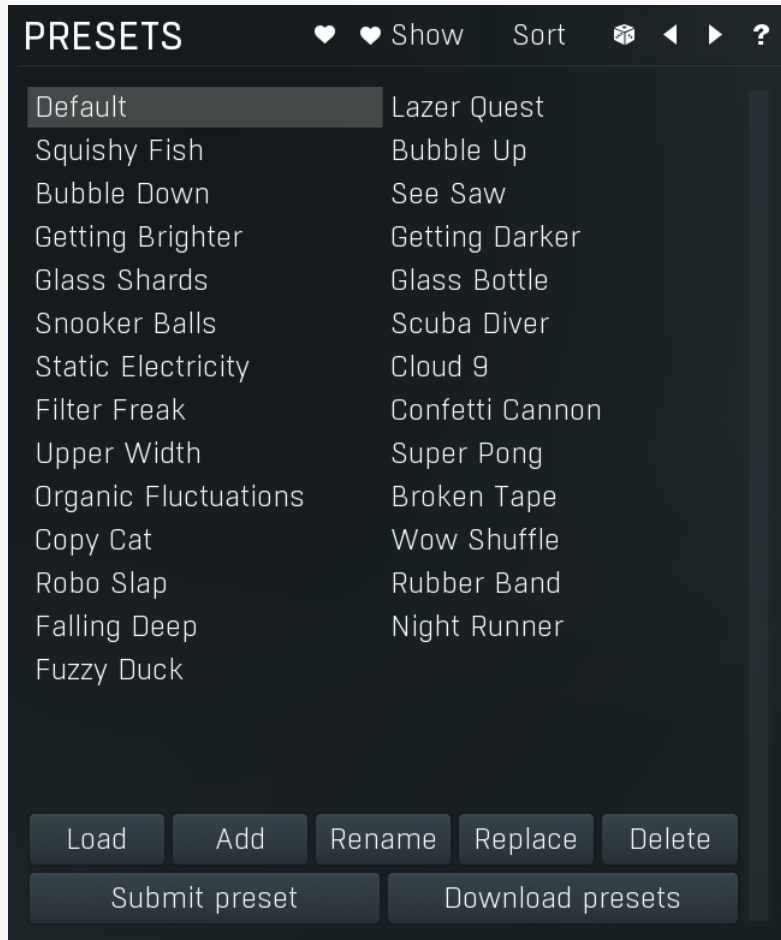 PRESETS Show Sort ?
Default Lazer Quest
Squishy Fish Bubble Up
Bubble Down See Saw
Getting Brighter Getting Darker
Glass Shards Glass Bottle
Snooker Balls Scuba Diver
Static Electricity Cloud 9
Filter Freak Confetti Cannon
Upper Width Super Pong
Organic Fluctuations Broken Tape
Copy Cat Wow Shuffle
Robo Slap Rubber Band
Falling Deep Night Runner
Fuzzy Duck
Load Add Rename Replace Delete
Submit preset Download presets